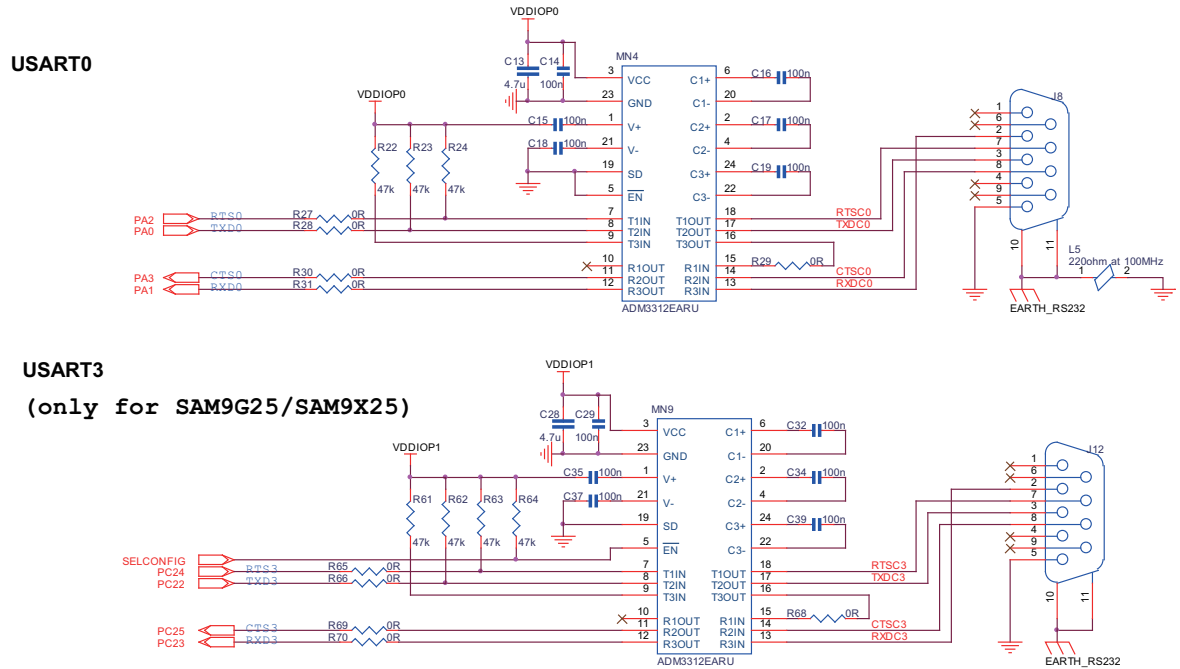 VDDIOP0
USART0
MN4
C13 C14
4.7u 100n
3 VCC C1+ 6 C16 100n
23 GND C1- 20
VDDIOP0
C15 100n 1 V+ C2+ 2 C17 100n
C18 100n 21 V- C2- 4
R22 R23 R24
47k 47k 47k
19 SD C3+ 24 C19 100n
5 EN C3- 22
PA2 RTS0 R27 0R 7 T1IN T1OUT 18 RTSC0
PA0 TXD0 R28 0R 8 T2IN T2OUT 17 TXDC0
9 T3IN T3OUT 16
10 R1OUT R1IN 15 R29 0R
PA3 CTS0 R30 0R 11 R2OUT R2IN 14 CTSC0
PA1 RXD0 R31 0R 12 R3OUT R3IN 13 RXDC0
ADM3312EARU
J8
1
6
2
7
3
8
4
9
5
10 11
L5
220ohm at 100MHz
1 2
EARTH_RS232
USART3
(only for SAM9G25/SAM9X25)
VDDIOP1
MN9
C28 C29
4.7u 100n
3 VCC C1+ 6 C32 100n
23 GND C1- 20
VDDIOP1
C35 100n 1 V+ C2+ 2 C34 100n
C37 100n 21 V- C2- 4
R61 R62 R63 R64
47k 47k 47k 47k
19 SD C3+ 24 C39 100n
5 EN C3- 22
SELCONFIG
PC24 RTS3 R65 0R 7 T1IN T1OUT 18 RTSC3
PC22 TXD3 R66 0R 8 T2IN T2OUT 17 TXDC3
9 T3IN T3OUT 16
10 R1OUT R1IN 15 R68 0R
PC25 CTS3 R69 0R 11 R2OUT R2IN 14 CTSC3
PC23 RXD3 R70 0R 12 R3OUT R3IN 13 RXDC3
ADM3312EARU
J12
1
6
2
7
3
8
4
9
5
10 11
EARTH_RS232